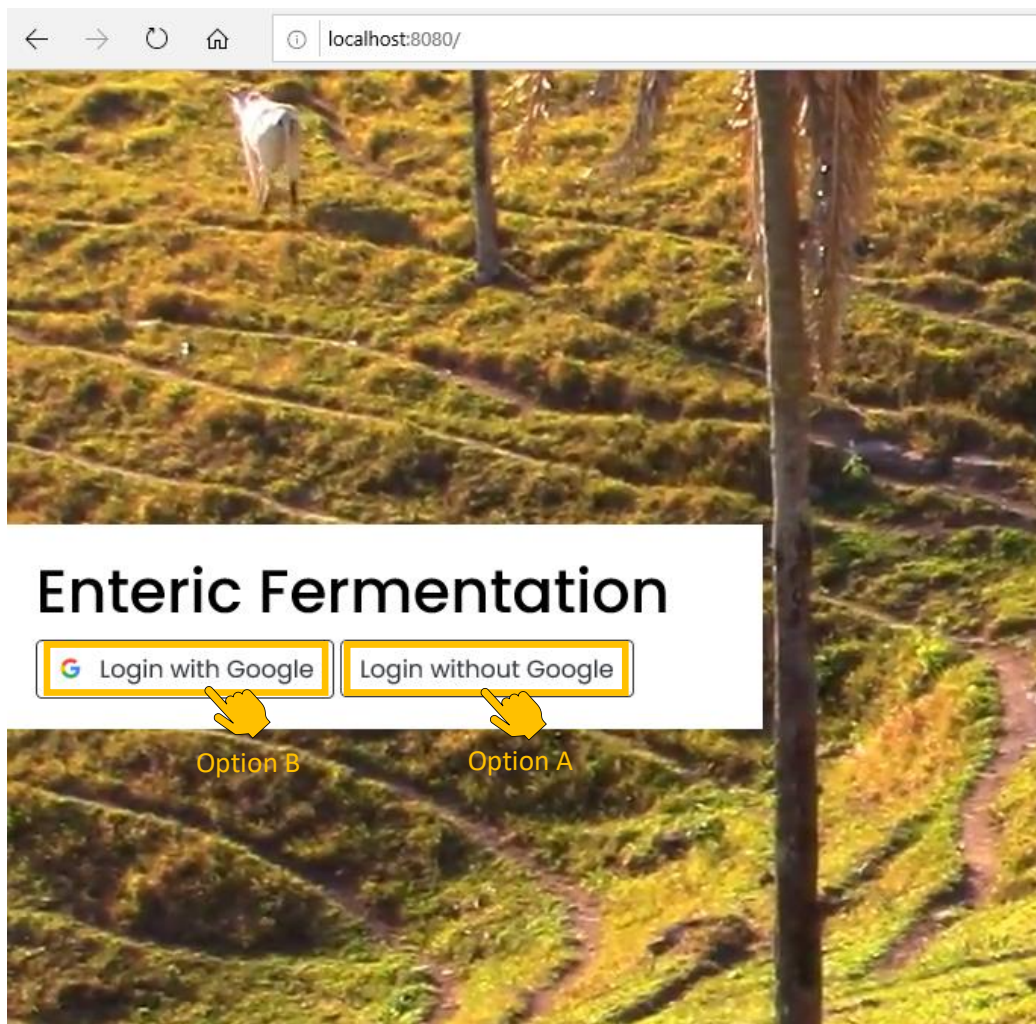 localhost:8080/
Enteric Fermentation
Login with Google
Login without Google
Option B
Option A